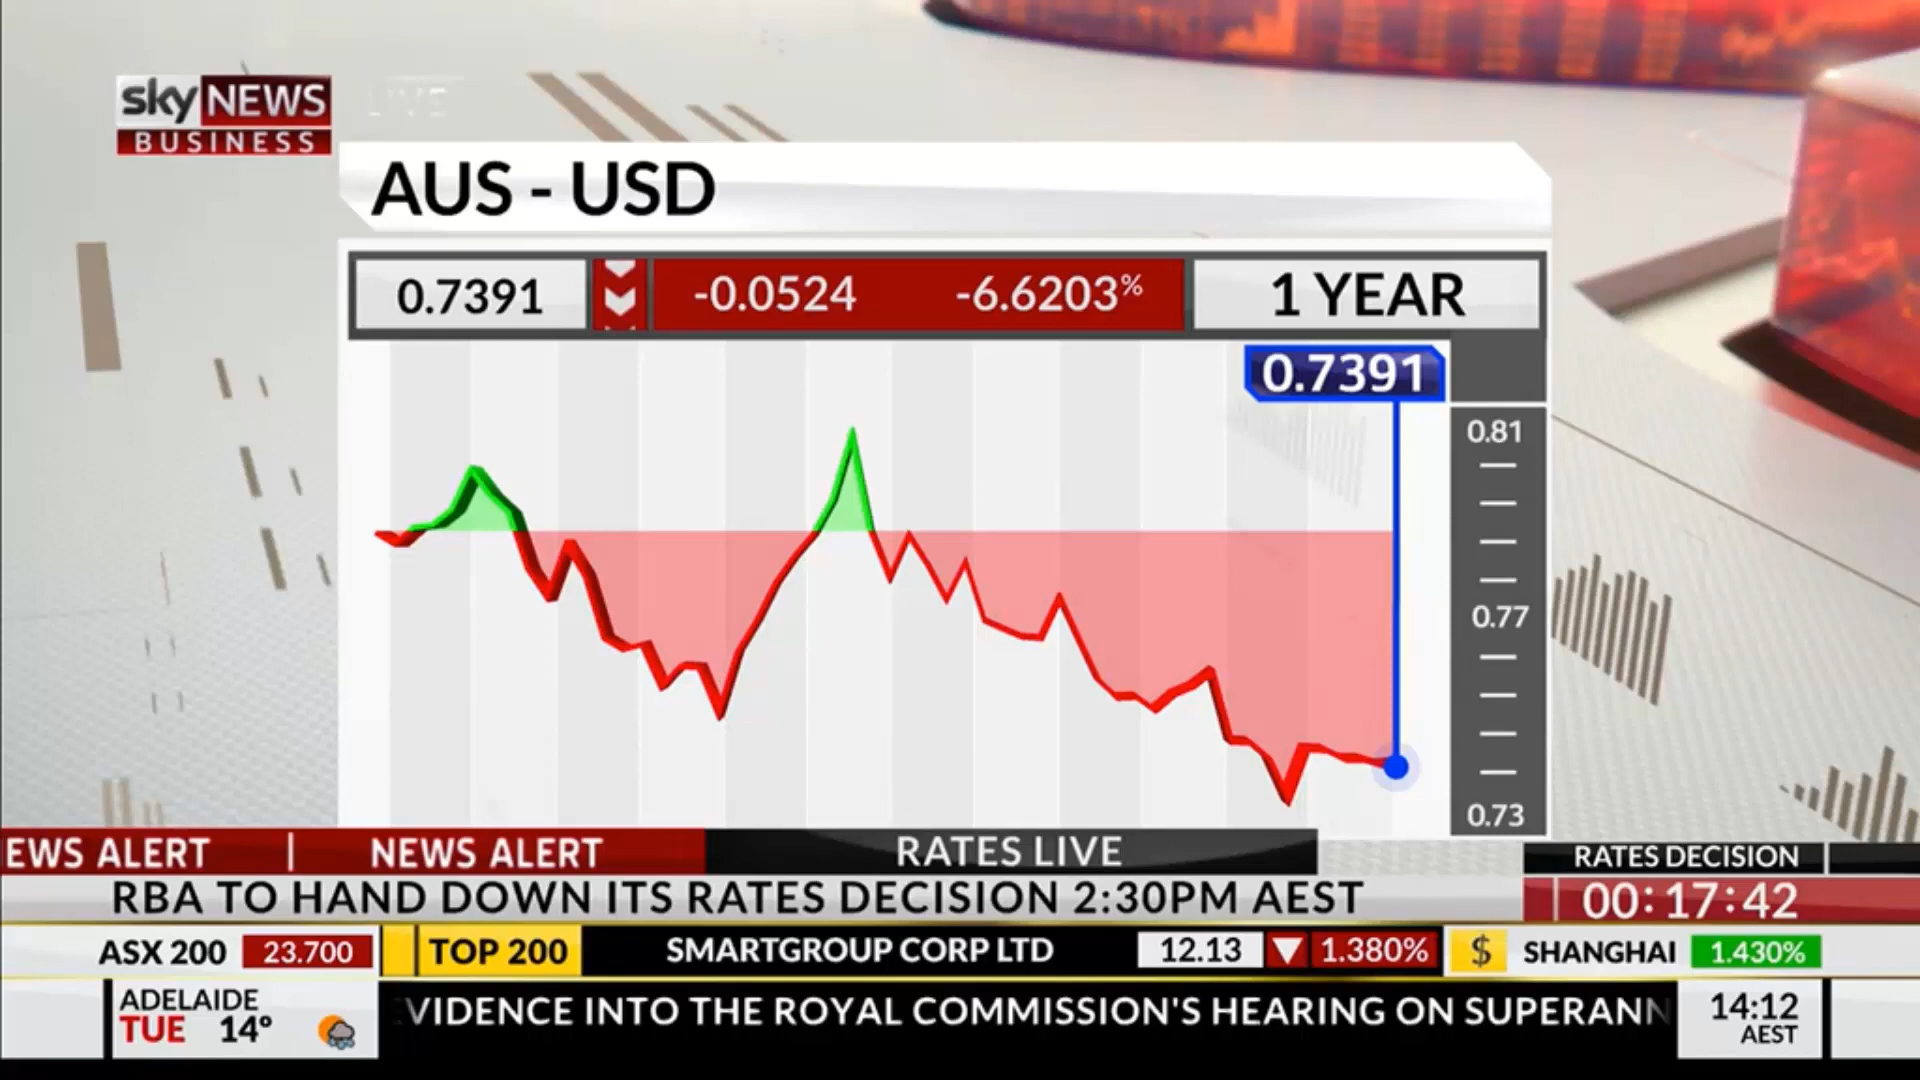 sky NEWS
BUSINESS
LIVE
AUS - USD
0.7391
-0.0524
-6.6203%
1 YEAR
0.7391
0.81
0.77
0.73
EWS ALERT | NEWS ALERT
RATES LIVE
RATES DECISION
RBA TO HAND DOWN ITS RATES DECISION 2:30PM AEST
00:17:42
ASX 200 23.700 TOP 200 SMARTGROUP CORP LTD 12.13 1.380% $ SHANGHAI 1.430%
ADELAIDE
TUE 14°
VIDENCE INTO THE ROYAL COMMISSION'S HEARING ON SUPERANN
14:12
AEST